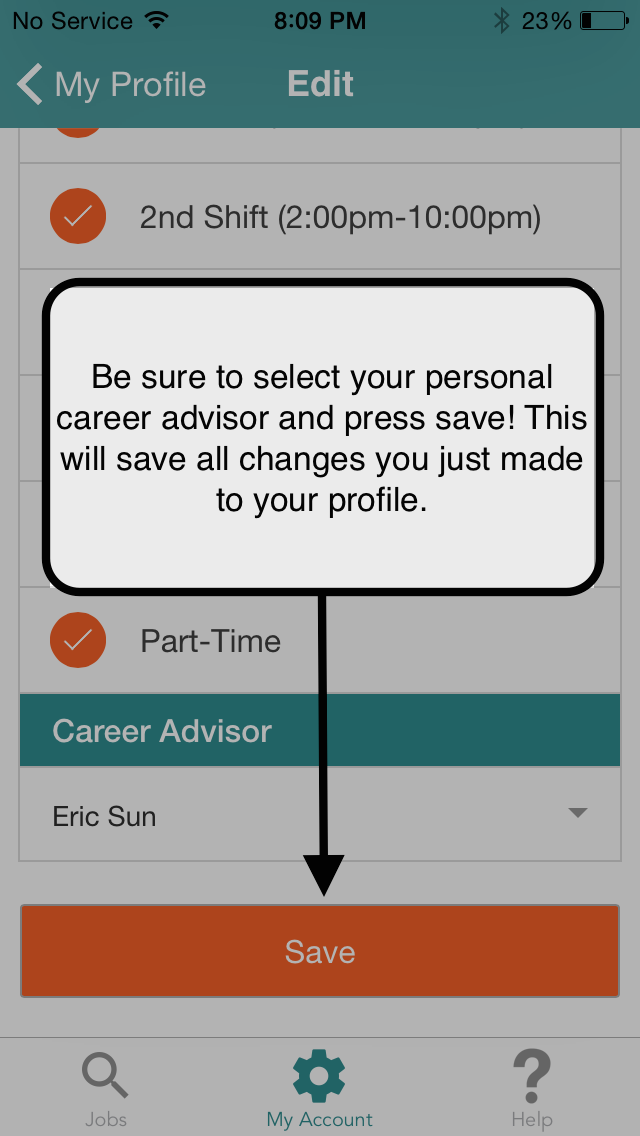 No Service 8:09 PM 23%
My Profile Edit
2nd Shift (2:00pm-10:00pm)
Be sure to select your personal
career advisor and press save! This
will save all changes you just made
to your profile.
Part-Time
Career Advisor
Eric Sun
Save
Jobs My Account Help